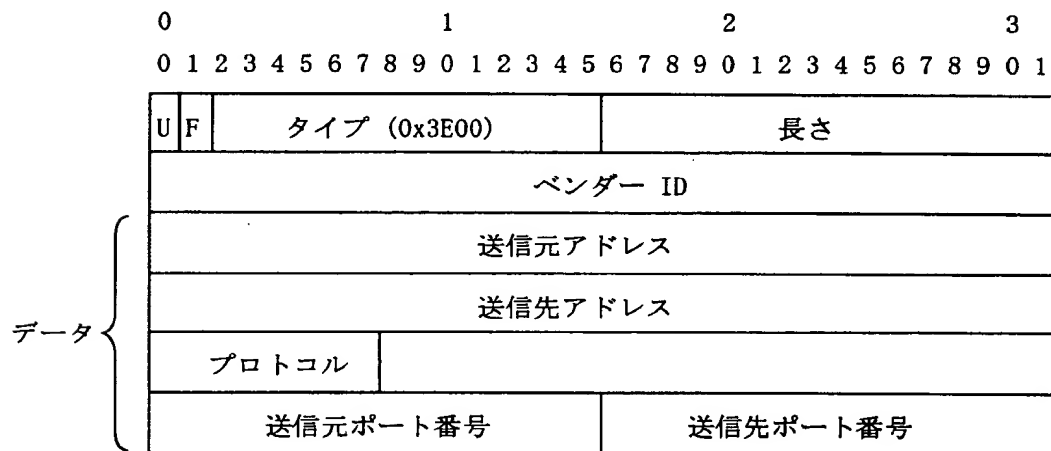 0 1 2 3
0 1 2 3 4 5 6 7 8 9 0 1 2 3 4 5 6 7 8 9 0 1 2 3 4 5 6 7 8 9 0 1
U F タイプ (0x3E00) 長さ
ベンダー ID
送信元アドレス
送信先アドレス
データ
プロトコル
送信元ポート番号 送信先ポート番号